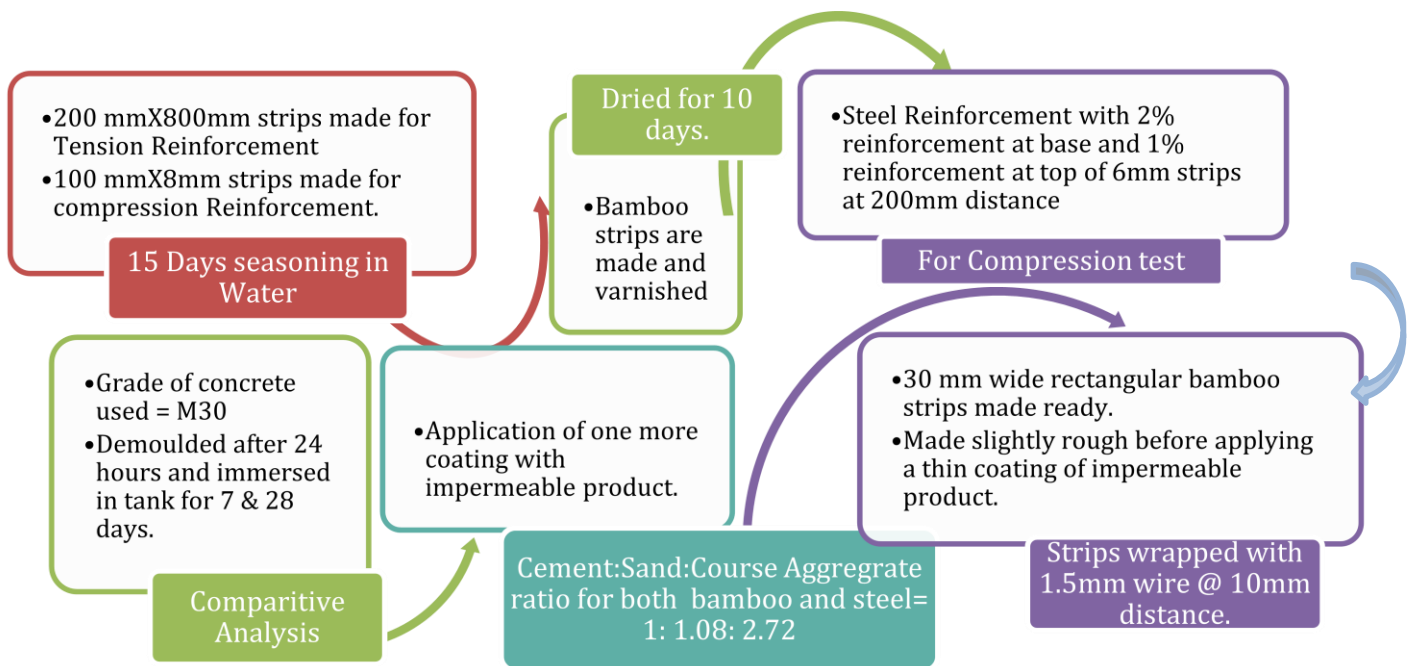 •200 mmX800mm strips made for
Tension Reinforcement
•100 mmX8mm strips made for
compression Reinforcement.
15 Days seasoning in
Water
Dried for 10
days.
•Bamboo
strips are
made and
varnished
•Steel Reinforcement with 2%
reinforcement at base and 1%
reinforcement at top of 6mm strips
at 200mm distance
For Compression test
•Grade of concrete
used = M30
•Demoulded after 24
hours and immersed
in tank for 7 & 28
days.
Comparitive
Analysis
•Application of one more
coating with
impermeable product.
Cement:Sand:Course Aggregrate
ratio for both bamboo and steel=
1: 1.08: 2.72
•30 mm wide rectangular bamboo
strips made ready.
•Made slightly rough before applying
a thin coating of impermeable
product.
Strips wrapped with
1.5mm wire @ 10mm
distance.